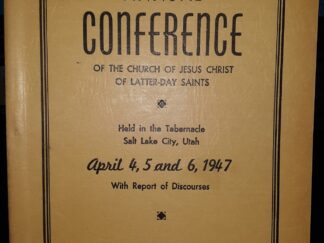 CONFERENCE
OF THE CHURCH OF JESUS CHRIST
OF LATTER-DAY SAINTS
Held in the Tabernacle
Salt Lake City, Utah
April 4, 5 and 6, 1947
With Report of Discourses